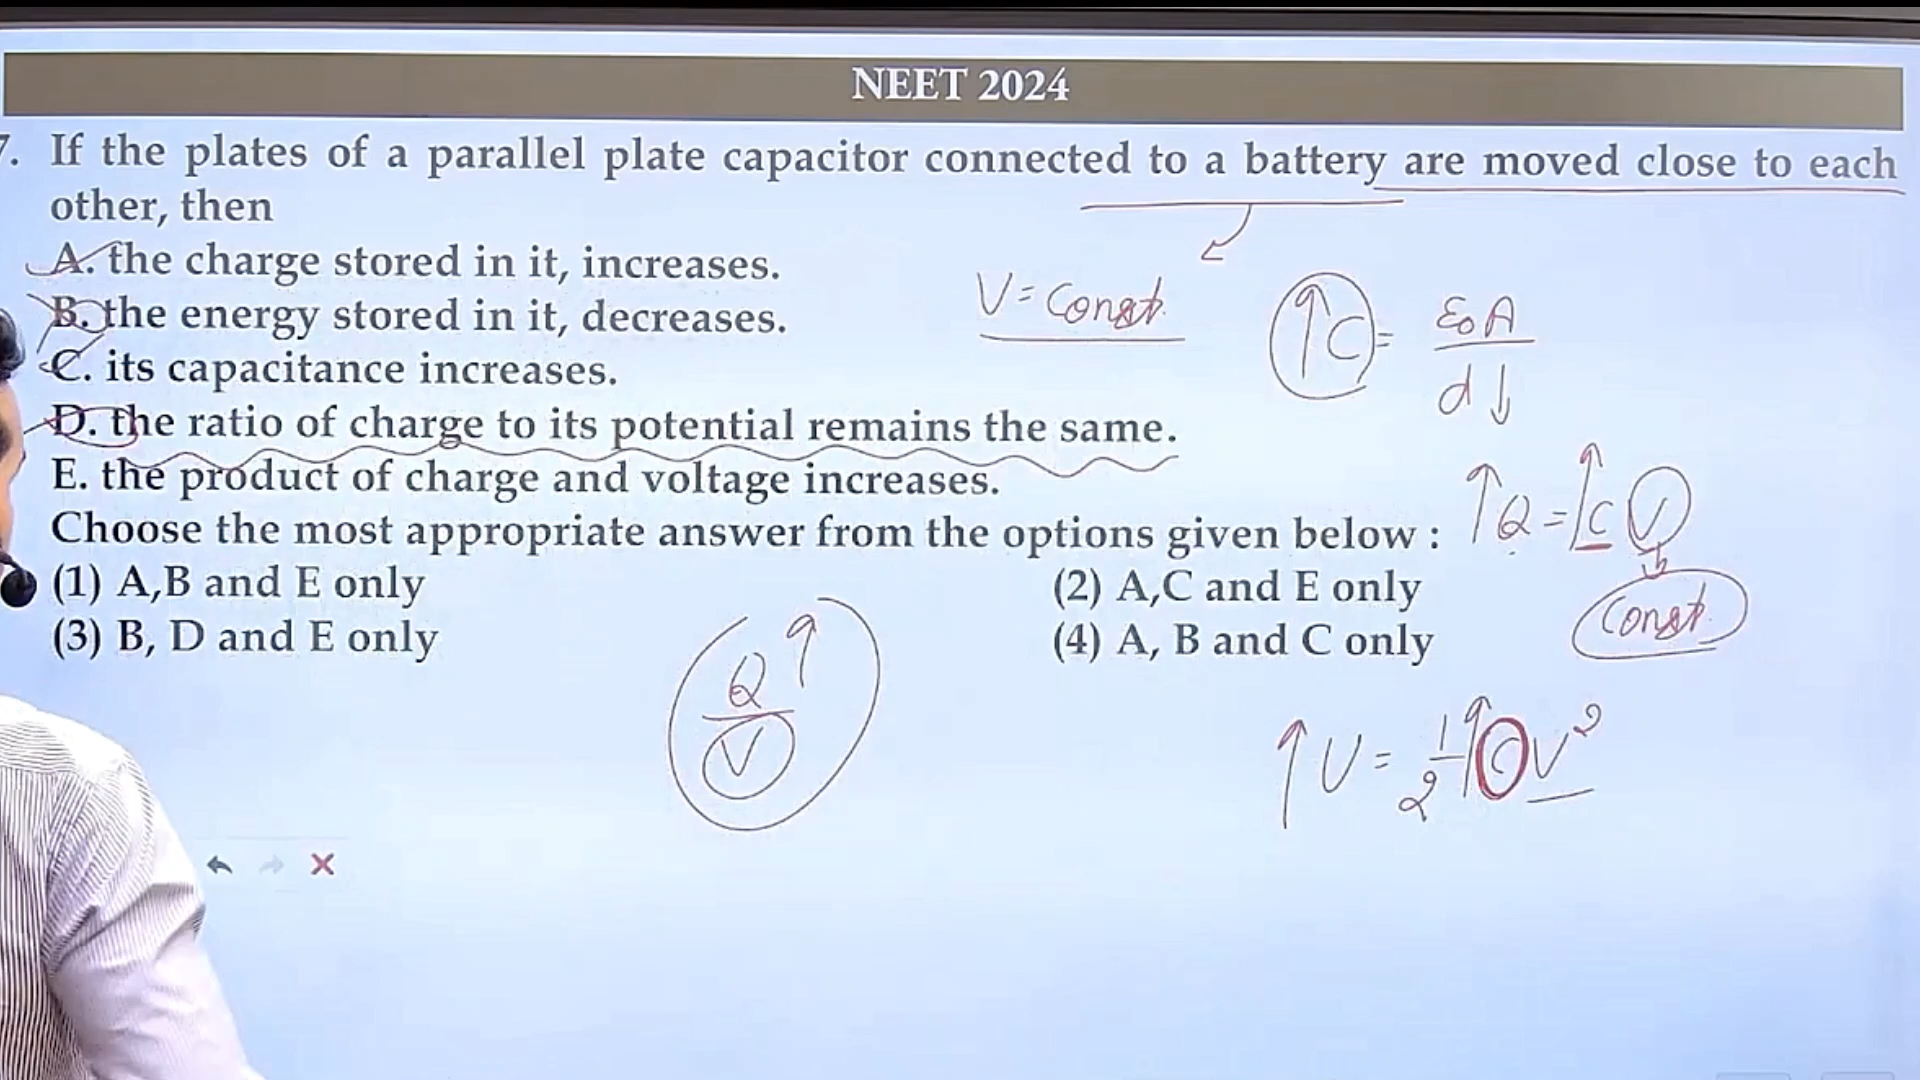 NEET 2024
7. If the plates of a parallel plate capacitor connected to a battery are moved close to each
other, then
A. the charge stored in it, increases.
B. the energy stored in it, decreases.
C. its capacitance increases.
D. the ratio of charge to its potential remains the same.
E. the product of charge and voltage increases.
Choose the most appropriate answer from the options given below :
(1) A,B and E only
(2) A,C and E only
(3) B, D and E only
(4) A, B and C only
V = Const.
↑C = ε₀A / d↓
↑Q = ↑C V
Const.
Q↑ / V
↑U = 1/2 ↑C V²